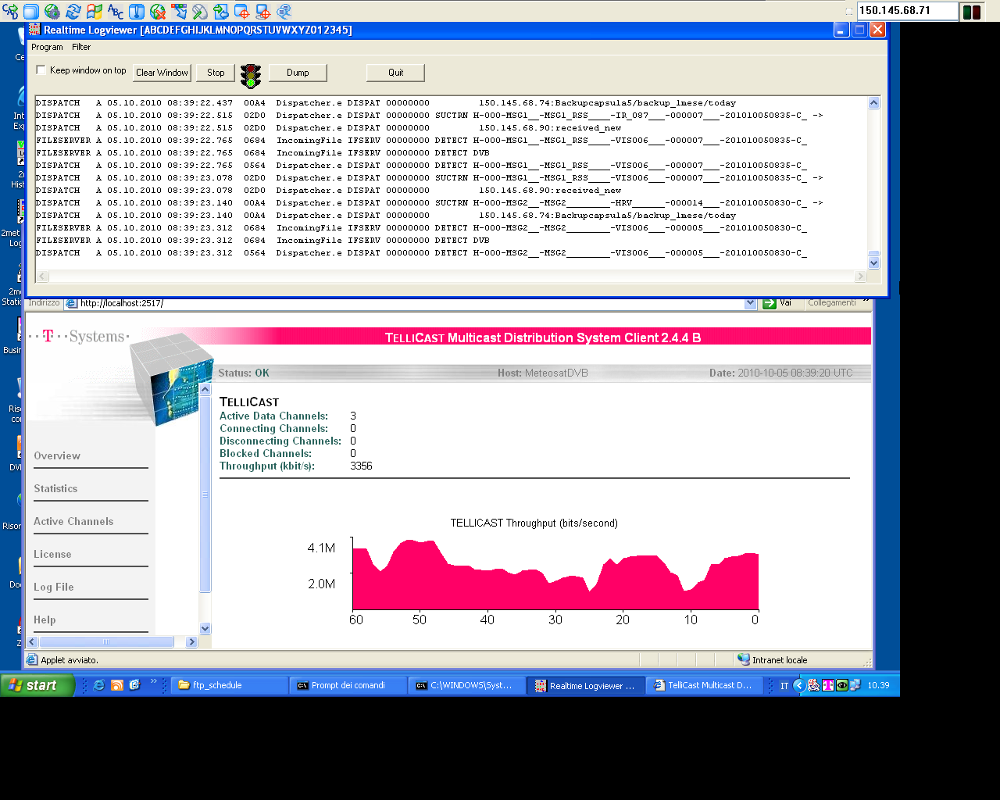 CAD
ABC
150.145.68.71
Realtime Logviewer [ABCDEFGHIJKLMNOPQRSTUVWXYZ012345]
Program Filter
Keep window on top Clear Window Stop Dump Quit
DISPATCH A 05.10.2010 08:39:22.437 00A4 Dispatcher.e DISPAT 00000000 150.145.68.74:Backupcapsula5/backup_1mese/today
DISPATCH A 05.10.2010 08:39:22.515 02D0 Dispatcher.e DISPAT 00000000 SUCTRN H-000-MSG1__-MSG1_RSS____-IR_087___-000007___-201010050835-C_ ->
DISPATCH A 05.10.2010 08:39:22.515 02D0 Dispatcher.e DISPAT 00000000 150.145.68.90:received_new
FILESERVER A 05.10.2010 08:39:22.765 0684 IncomingFile IFSERV 00000000 DETECT H-000-MSG1__-MSG1_RSS____-VIS006___-000007___-201010050835-C_
FILESERVER A 05.10.2010 08:39:22.765 0684 IncomingFile IFSERV 00000000 DETECT DVB
DISPATCH A 05.10.2010 08:39:22.765 0564 Dispatcher.e DISPAT 00000000 DETECT H-000-MSG1__-MSG1_RSS____-VIS006___-000007___-201010050835-C_
DISPATCH A 05.10.2010 08:39:23.078 02D0 Dispatcher.e DISPAT 00000000 SUCTRN H-000-MSG1__-MSG1_RSS____-VIS006___-000007___-201010050835-C_ ->
DISPATCH A 05.10.2010 08:39:23.078 02D0 Dispatcher.e DISPAT 00000000 150.145.68.90:received_new
DISPATCH A 05.10.2010 08:39:23.140 00A4 Dispatcher.e DISPAT 00000000 SUCTRN H-000-MSG2__-MSG2________-HRV______-000014___-201010050830-C_ ->
DISPATCH A 05.10.2010 08:39:23.140 00A4 Dispatcher.e DISPAT 00000000 150.145.68.74:Backupcapsula5/backup_1mese/today
FILESERVER A 05.10.2010 08:39:23.312 0684 IncomingFile IFSERV 00000000 DETECT H-000-MSG2__-MSG2________-VIS006___-000005___-201010050830-C_
FILESERVER A 05.10.2010 08:39:23.312 0684 IncomingFile IFSERV 00000000 DETECT DVB
DISPATCH A 05.10.2010 08:39:23.312 0564 Dispatcher.e DISPAT 00000000 DETECT H-000-MSG2__-MSG2________-VIS006___-000005___-201010050830-C_
Indirizzo http://localhost:2517/ Vai Collegamenti »
···T···Systems·
TELLICAST Multicast Distribution System Client 2.4.4 B
Status: OK Host: MeteosatDVB Date: 2010-10-05 08:39:20 UTC
TELLICAST
Active Data Channels: 3
Connecting Channels: 0
Disconnecting Channels: 0
Blocked Channels: 0
Throughput (kbit/s): 3356
Overview
Statistics
Active Channels
License
Log File
Help
TELLICAST Throughput (bits/second)
4.1M
2.0M
60 50 40 30 20 10 0
Applet avviato. Intranet locale
start » ftp_schedule Prompt dei comandi C:\WINDOWS\Syst... Realtime Logviewer ... TelliCast Multicast D... IT 10.39